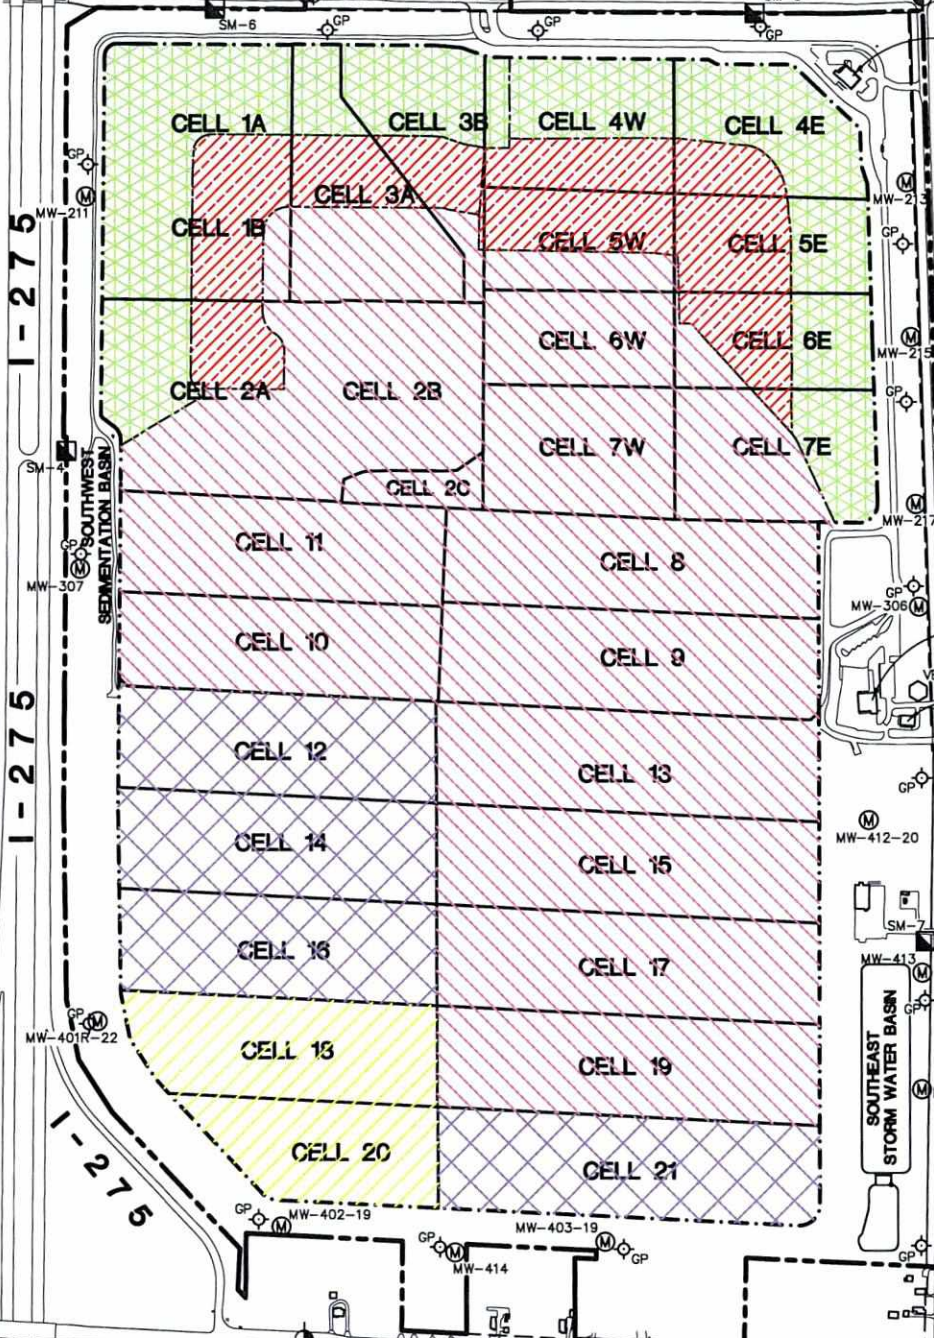 SM-6
GP
GP
GP
CELL 1A
CELL 3B
CELL 4W
CELL 4E
GP
MW-211
M
M
MW-213
CELL 3A
CELL 1B
CELL 5W
CELL 5E
GP
I-275
CELL 6W
CELL 6E
M
MW-215
CELL 2A
CELL 2B
GP
CELL 7W
CELL 7E
SM-4
SOUTHWEST
SEDIMENTATION BASIN
CELL 2C
M
MW-217
CELL 11
CELL 8
GP
M
MW-307
GP
MW-306
M
CELL 10
CELL 9
I-275
CELL 12
CELL 13
GP
M
MW-412-20
CELL 14
CELL 15
SM-7
CELL 16
CELL 17
MW-413
M
GP
GP
M
MW-401R-22
CELL 18
CELL 19
SOUTHEAST
STORM WATER BASIN
M
I-275
CELL 20
CELL 21
MW-402-19
M
MW-403-19
GP
M
MW-414
M
GP
GP